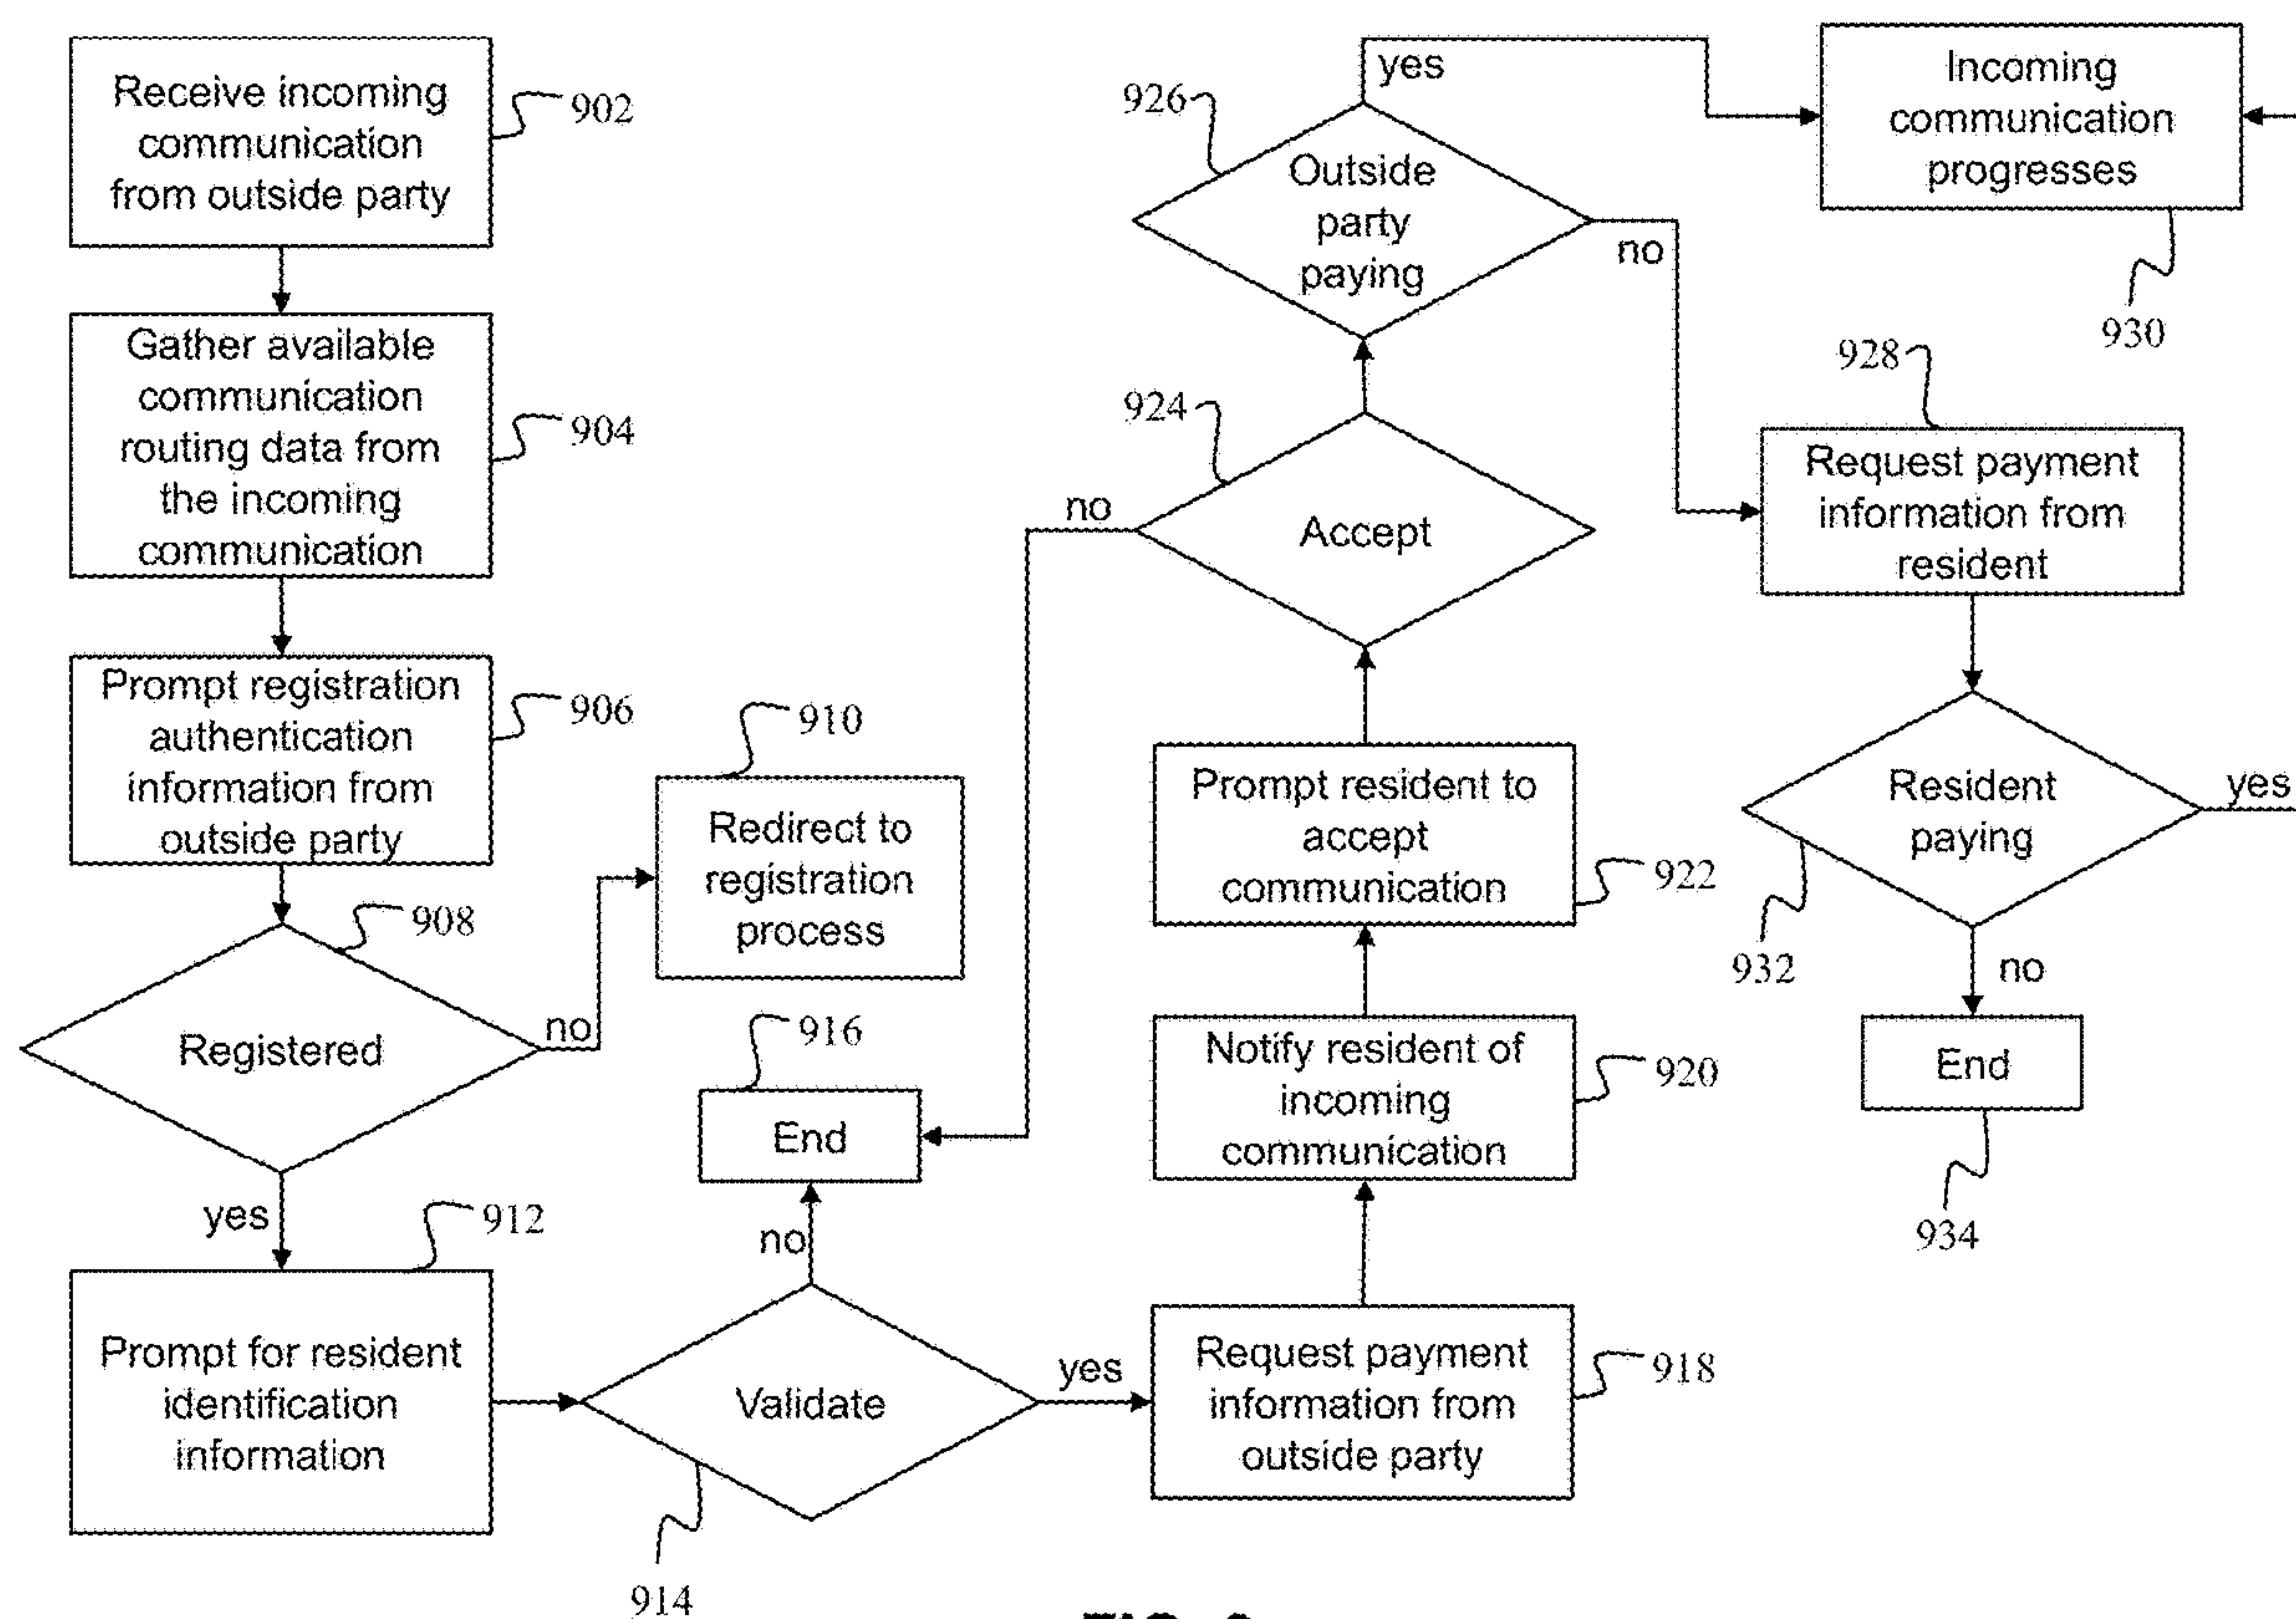 Receive incoming
communication
from outside party
902
Gather available
communication
routing data from
the incoming
communication
904
Prompt registration
authentication
information from
outside party
906
Registered
908
no
yes
Redirect to
registration
process
910
Prompt for resident
identification
information
912
Validate
914
no
yes
End
916
Request payment
information from
outside party
918
Notify resident of
incoming
communication
920
Prompt resident to
accept
communication
922
Accept
924
no
Outside
party
paying
926
yes
no
Incoming
communication
progresses
930
Request payment
information from
resident
928
Resident
paying
932
yes
no
End
934